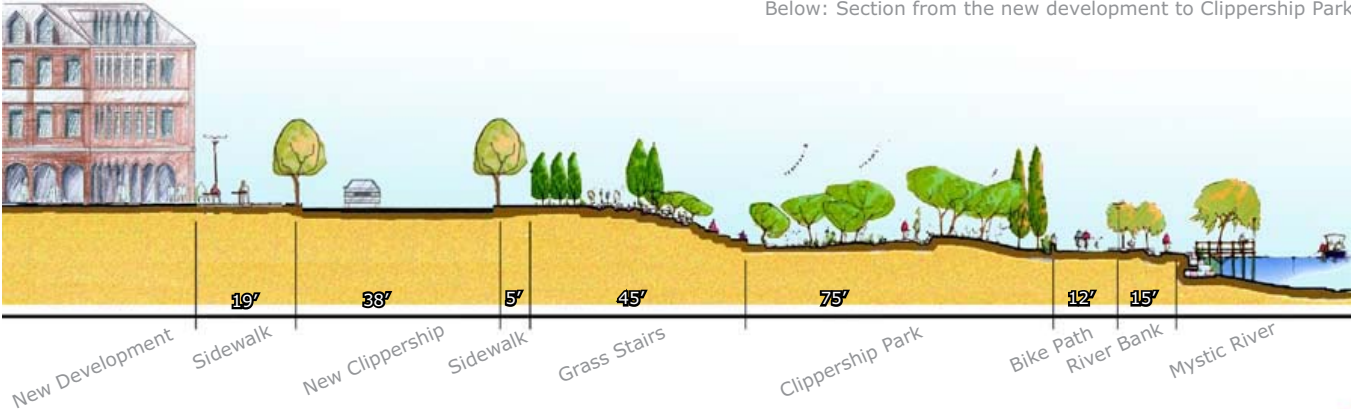 Below: Section from the new development to Clippership Park
19’
38’
5’
45’
75’
12’
15’
New Development
Sidewalk
New Clippership
Sidewalk
Grass Stairs
Clippership Park
Bike Path
River Bank
Mystic River